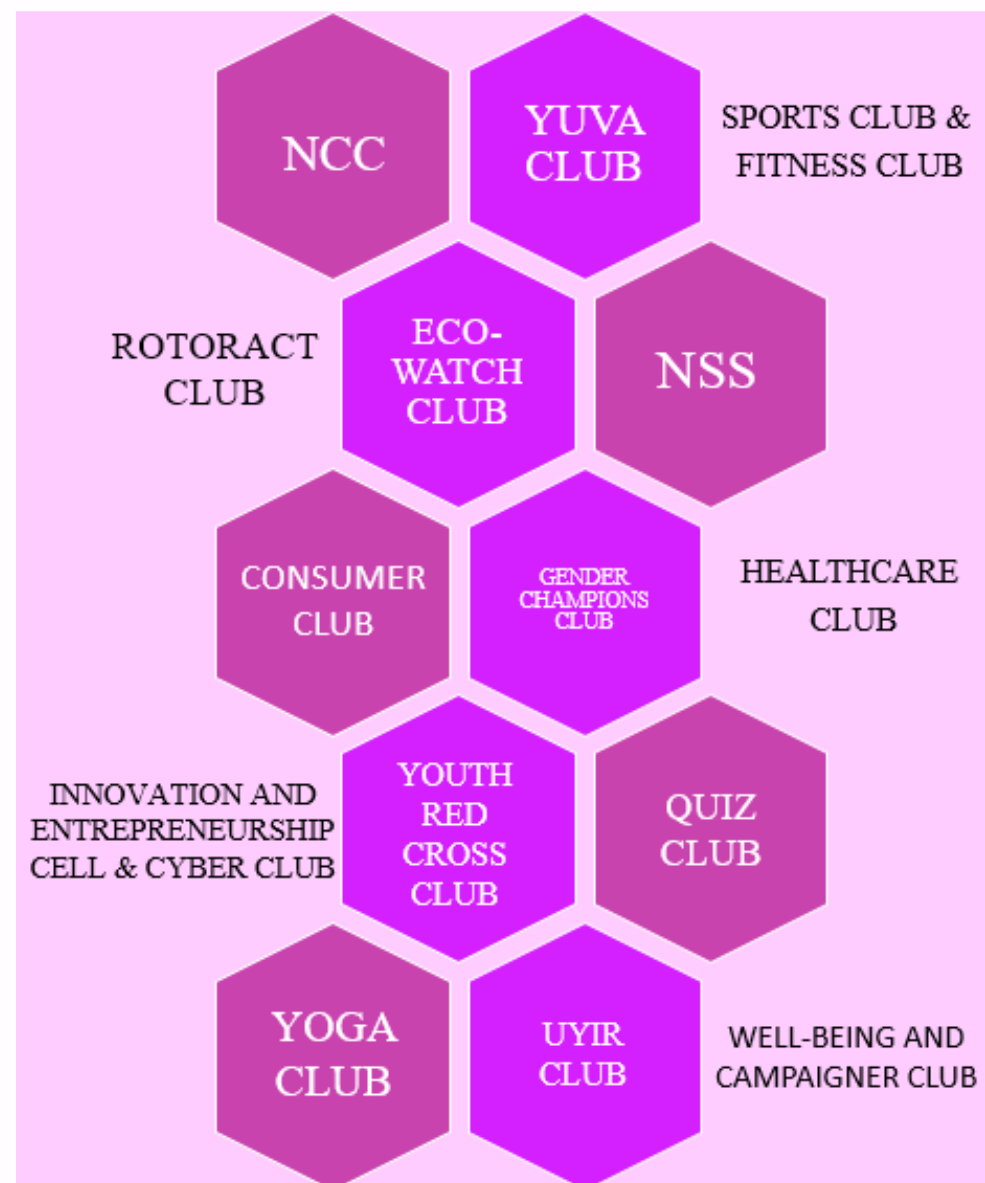 NCC
YUVA
CLUB
SPORTS CLUB &
FITNESS CLUB
ROTORACT
CLUB
ECO-
WATCH
CLUB
NSS
CONSUMER
CLUB
GENDER
CHAMPIONS
CLUB
HEALTHCARE
CLUB
INNOVATION AND
ENTREPRENEURSHIP
CELL & CYBER CLUB
YOUTH
RED
CROSS
CLUB
QUIZ
CLUB
YOGA
CLUB
UYIR
CLUB
WELL-BEING AND
CAMPAIGNER CLUB